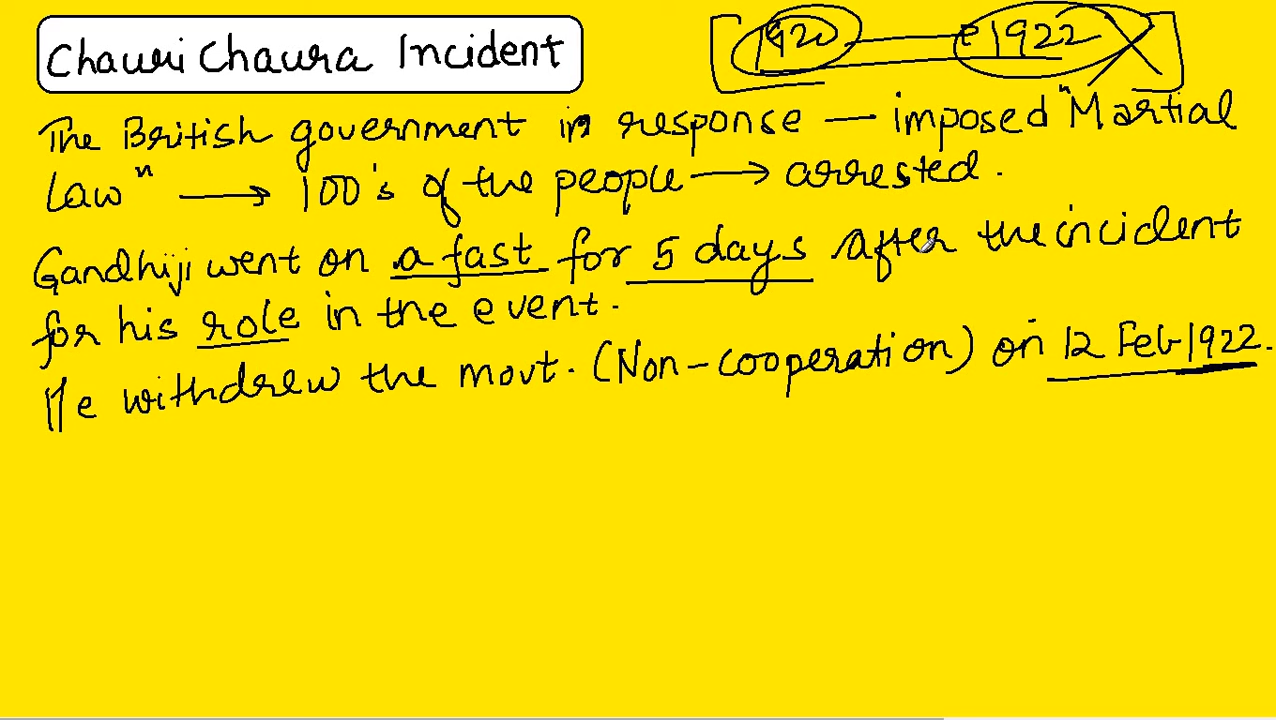 Chauri Chaura Incident
1920 — 1922
The British government in response — imposed "Martial
Law" → 100's of the people → arrested.
Gandhiji went on a fast for 5 days after the incident
for his role in the event.
He withdrew the movt. (Non-cooperation) on 12 Feb 1922.